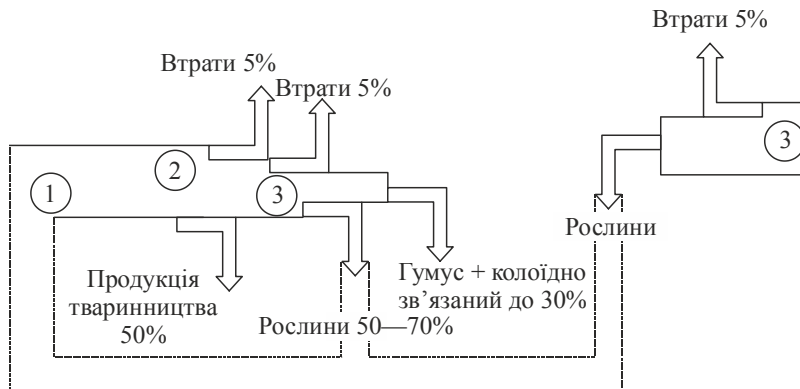 Втрати 5%
Втрати 5%
Втрати 5%
2
3
1
3
Рослини
Продукція
тваринництва
50%
Гумус + колоїдно
зв’язаний до 30%
Рослини 50—70%